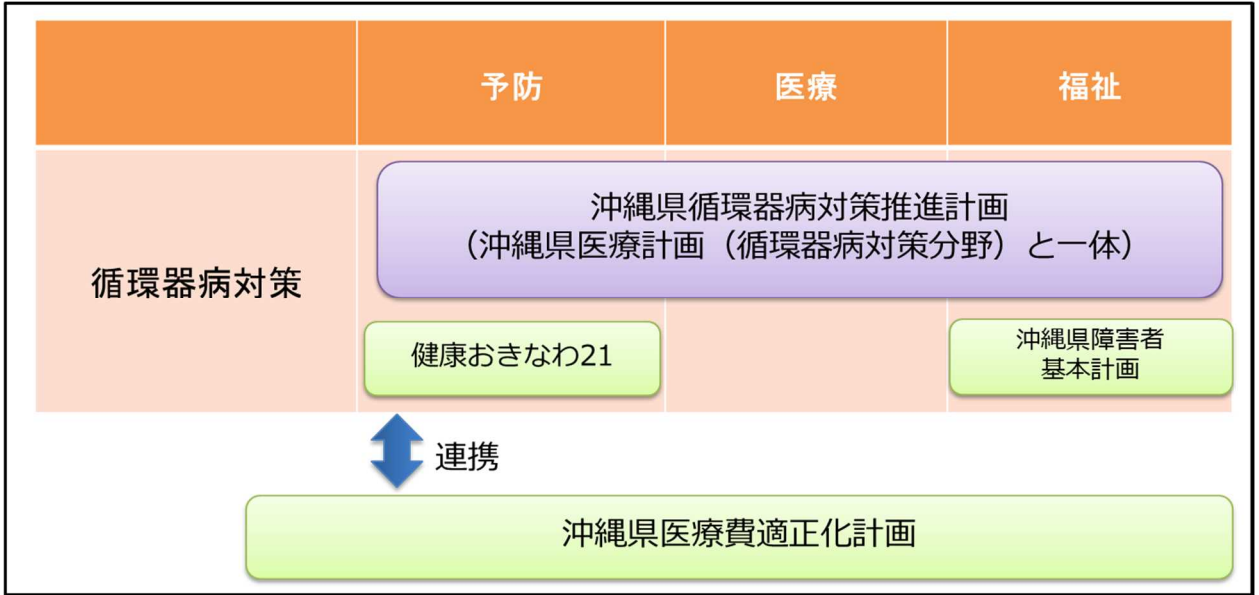 予防
医療
福祉
循環器病対策
沖縄県循環器病対策推進計画
（沖縄県医療計画（循環器病対策分野）と一体）
健康おきなわ21
沖縄県障害者
基本計画
連携
沖縄県医療費適正化計画